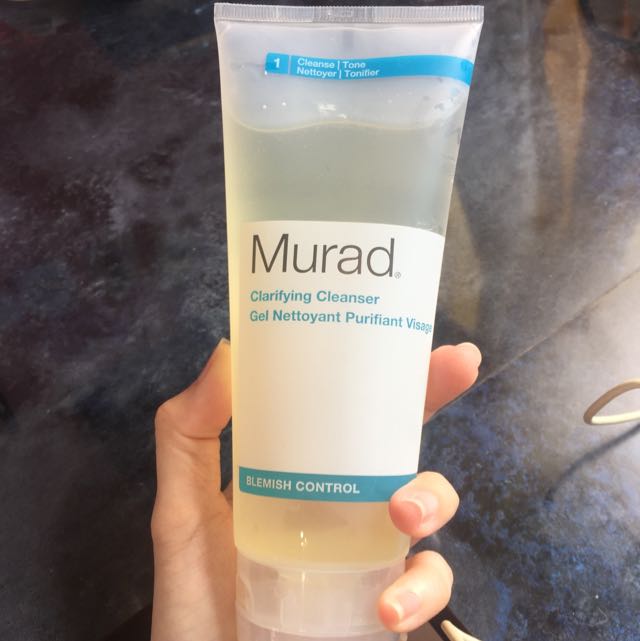 1 Cleanse | Tone
Nettoyer | Tonifier
Murad®
Clarifying Cleanser
Gel Nettoyant Purifiant Visage
BLEMISH CONTROL